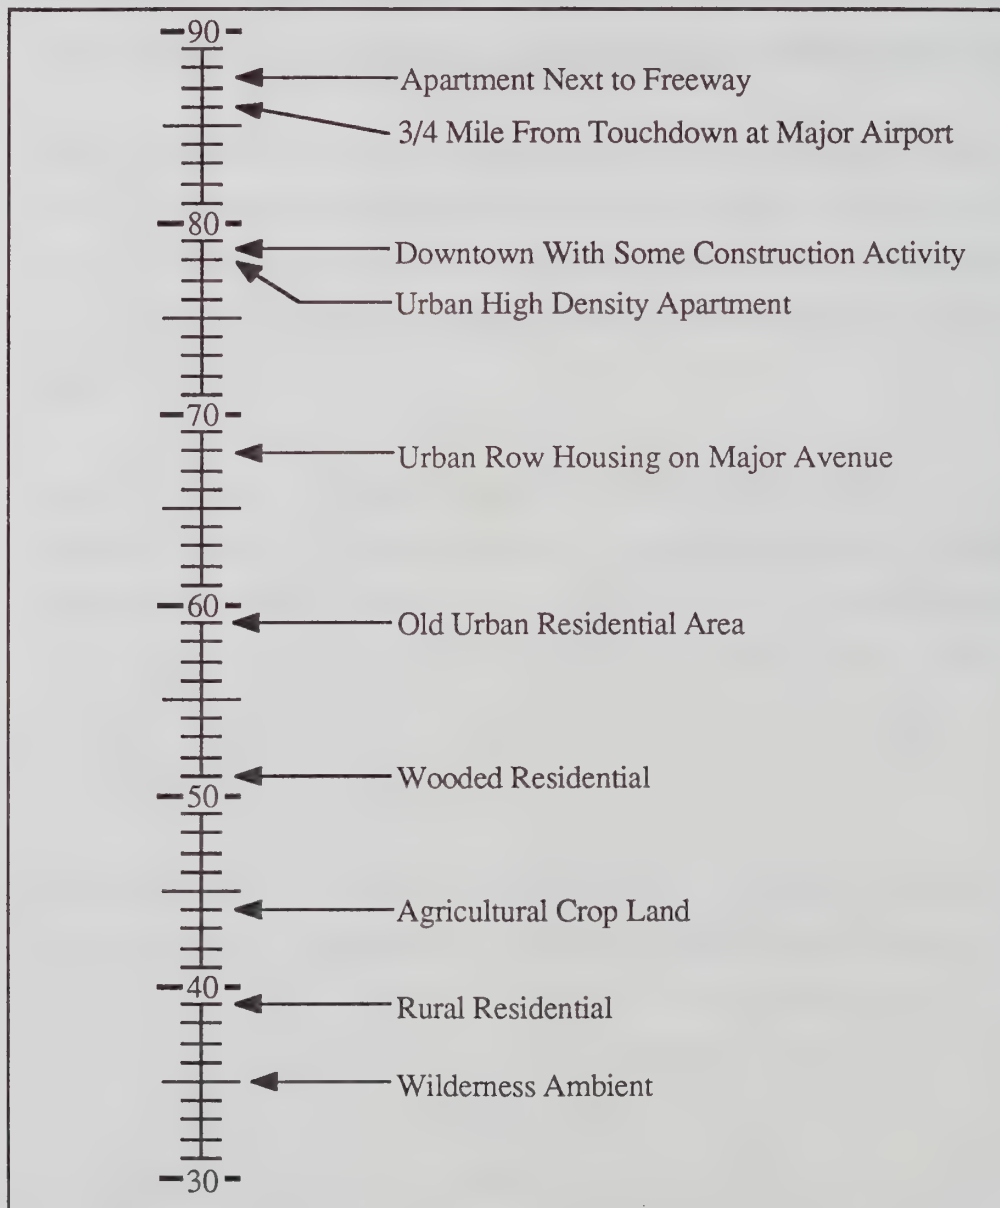 90
Apartment Next to Freeway
3/4 Mile From Touchdown at Major Airport
80
Downtown With Some Construction Activity
Urban High Density Apartment
70
Urban Row Housing on Major Avenue
60
Old Urban Residential Area
Wooded Residential
50
Agricultural Crop Land
40
Rural Residential
Wilderness Ambient
30